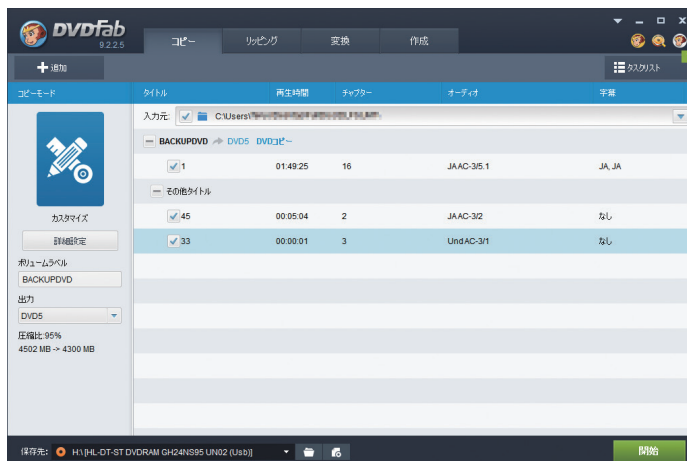 DVDFab
9.2.2.5
コピー リッピング 変換 作成
追加 タスクリスト
コピーモード タイトル 再生時間 チャプター オーディオ 字幕
入力元: C:\Users\
BACKUPDVD DVD5 DVDコピー
1 01:49:25 16 JA AC-3/5.1 JA, JA
その他タイトル
45 00:05:04 2 JA AC-3/2 なし
33 00:00:01 3 Und AC-3/1 なし
カスタマイズ
詳細設定
ボリュームラベル
BACKUPDVD
出力
DVD5
圧縮比:95%
4502 MB -> 4300 MB
保存先: H:\ [HL-DT-ST DVDRAM GH24NS95 UN02 (Usb)] 開始